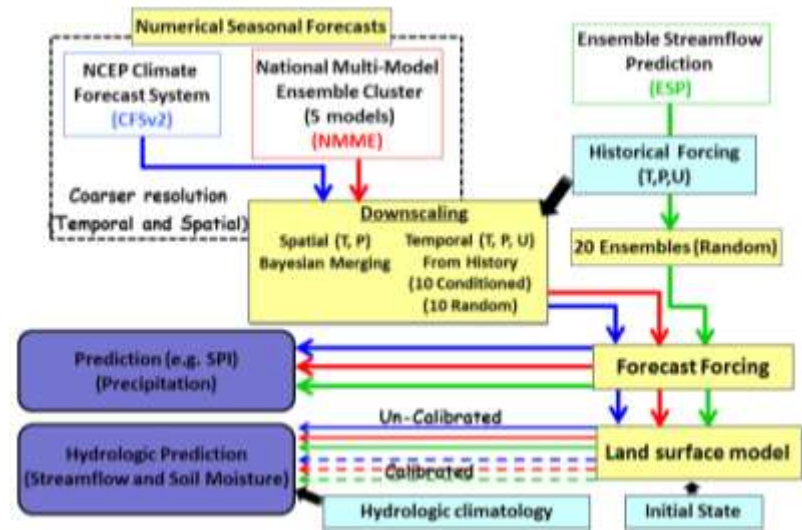 Numerical Seasonal Forecasts
NCEP Climate
Forecast System
(CFSv2)
National Multi-Model
Ensemble Cluster
(5 models)
(NMME)
Ensemble Streamflow
Prediction
(ESP)
Historical Forcing
(T,P,U)
Coarser resolution
(Temporal and Spatial)
Downscaling
Spatial (T, P)
Bayesian Merging
Temporal (T, P, U)
From History
(10 Conditioned)
(10 Random)
20 Ensembles (Random)
Prediction (e.g. SPI)
(Precipitation)
Forecast Forcing
Un-Calibrated
Hydrologic Prediction
(Streamflow and Soil Moisture)
Calibrated
Land surface model
Hydrologic climatology
Initial State